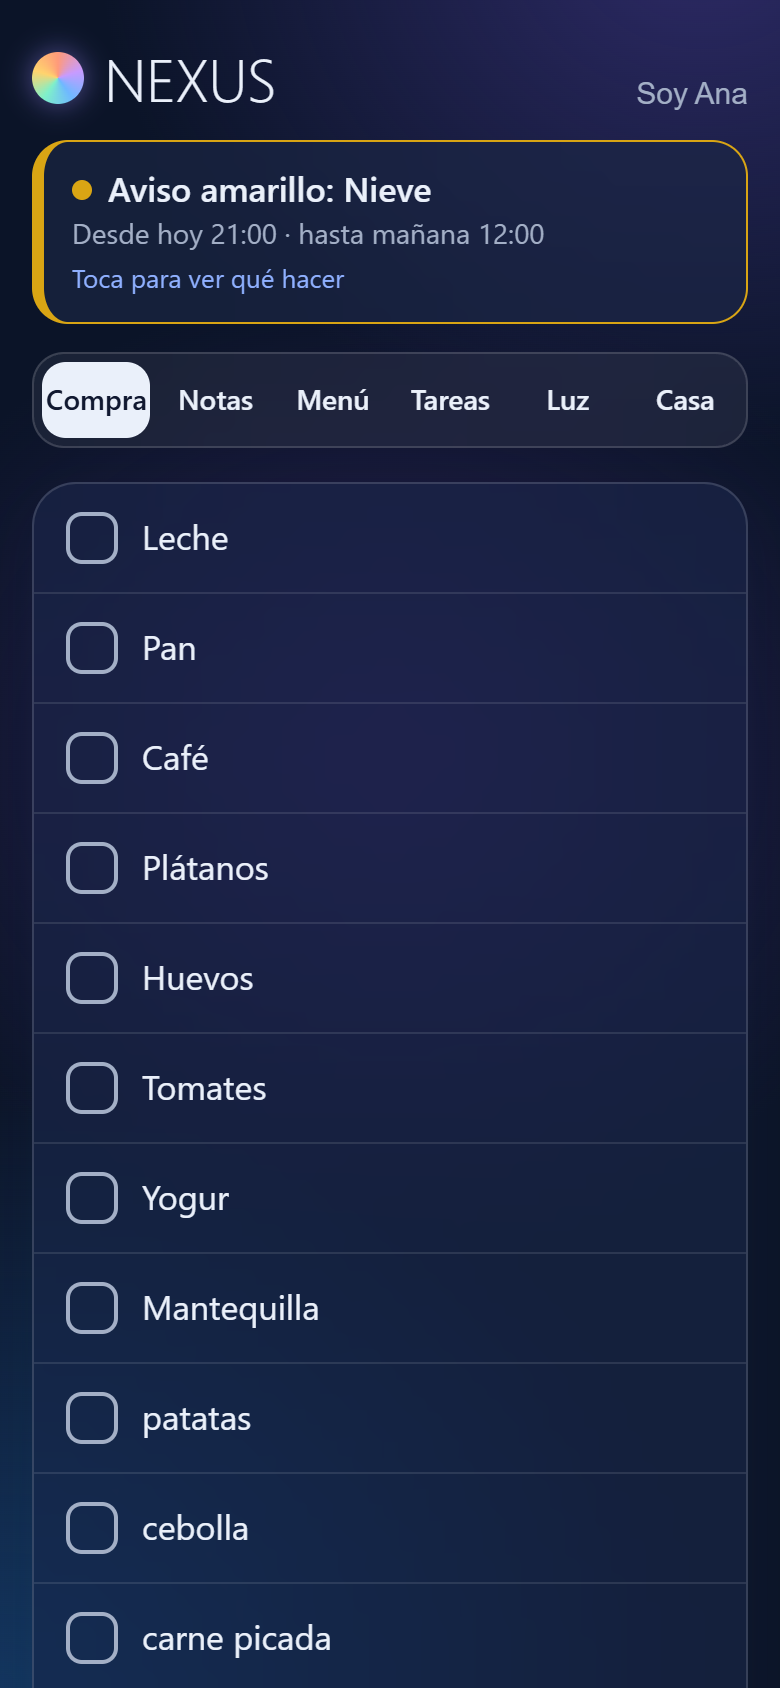 NEXUS
Soy Ana
Aviso amarillo: Nieve
Desde hoy 21:00 · hasta mañana 12:00
Toca para ver qué hacer
Compra Notas Menú Tareas Luz Casa
Leche
Pan
Café
Plátanos
Huevos
Tomates
Yogur
Mantequilla
patatas
cebolla
carne picada